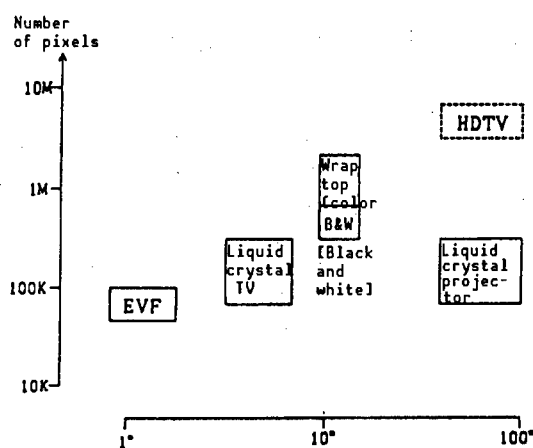 Number
of pixels
10M
HDTV
Wrap
top
[color
1M
B&W
Liquid
crystal
TV
[Black
and
white]
Liquid
crystal
projec-
tor
100K
EVF
10K
1"
10"
100"